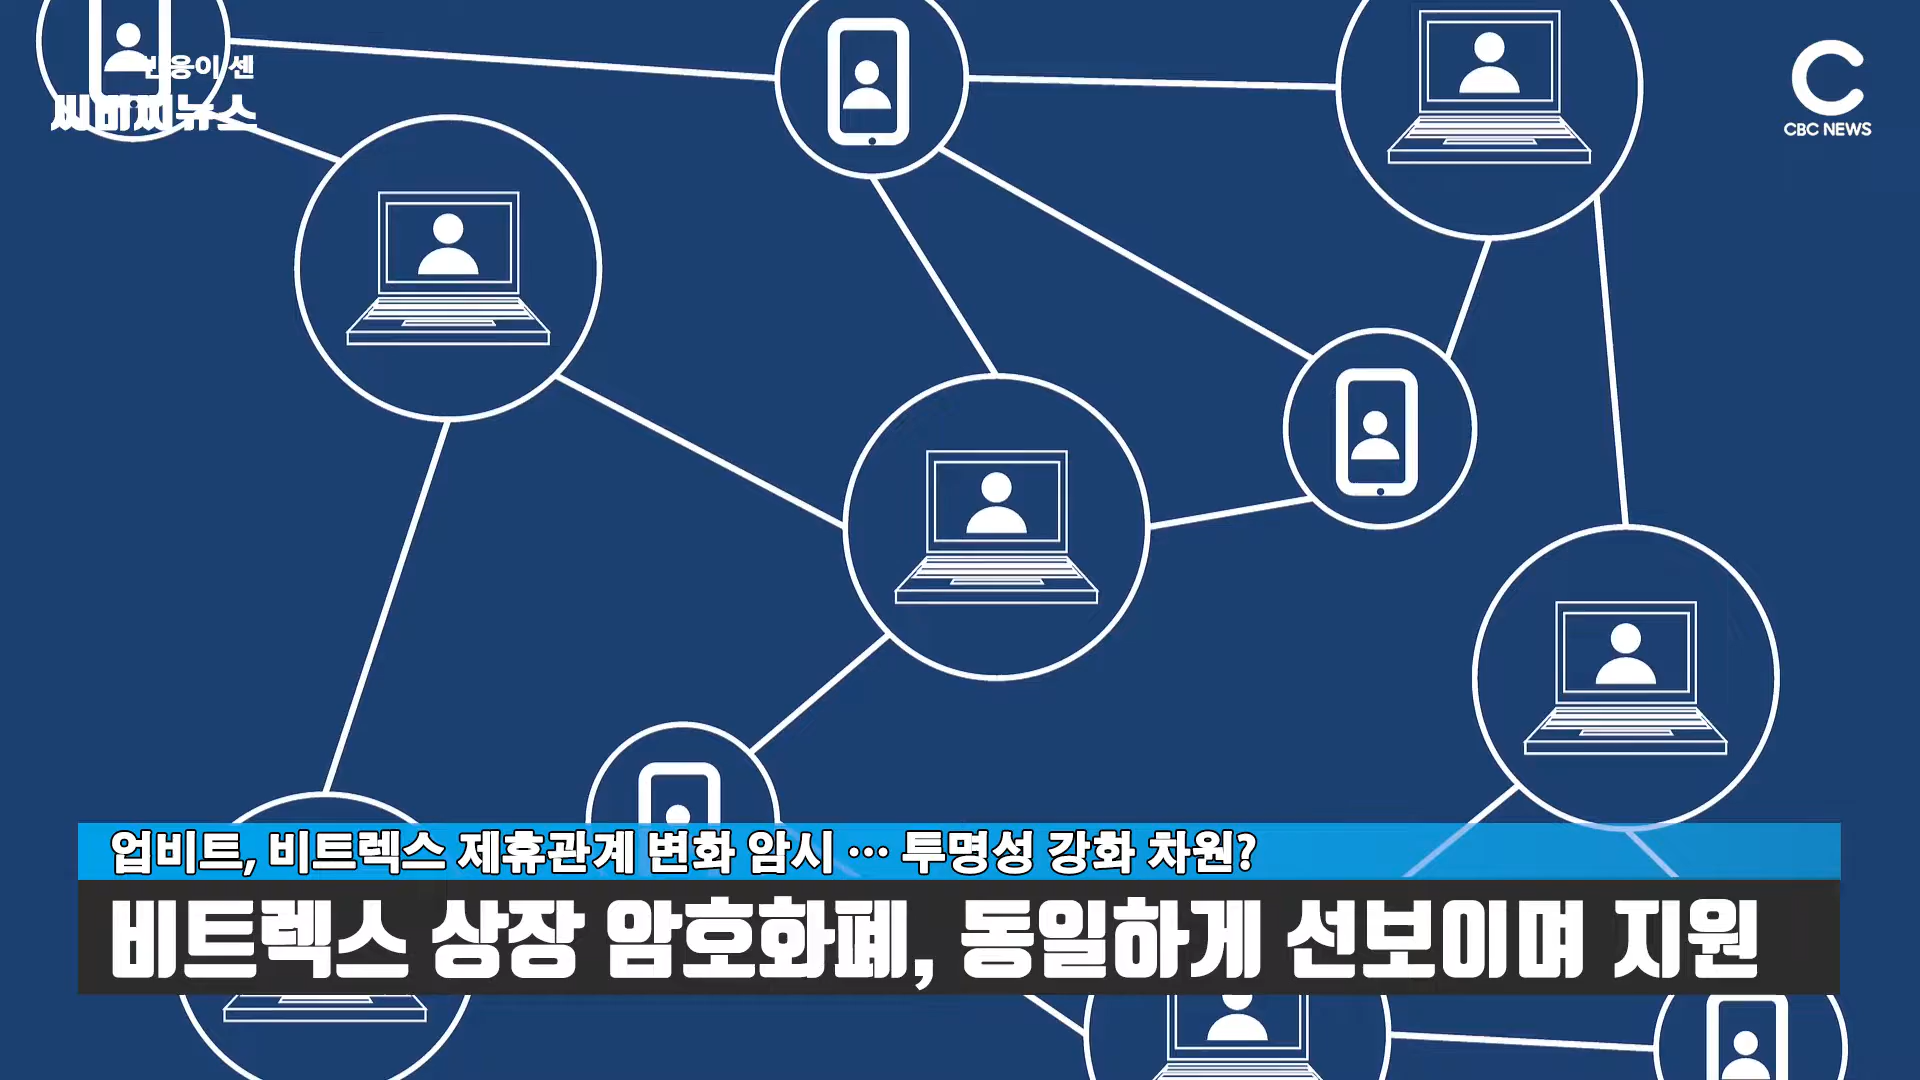 반응이 센
씨비씨뉴스
CBC NEWS
업비트, 비트렉스 제휴관계 변화 암시 … 투명성 강화 차원?
비트렉스 상장 암호화폐, 동일하게 선보이며 지원